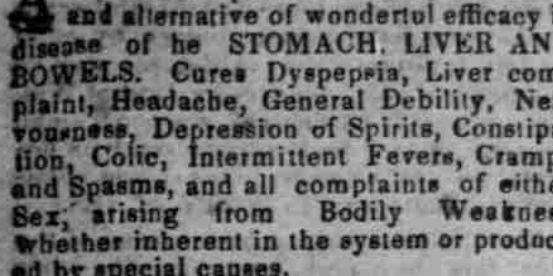 and alternative of wonderful efficacy
disease of he STOMACH, LIVER AN
BOWELS. Cures Dyspepsia, Liver com
plaint, Headache, General Debility, Ne
vousness, Depression of Spirits, Constip
tion, Colic, Intermittent Fevers, Cramp
and Spasms, and all complaints of eith
Sex, arising from Bodily Weakne
whether inherent in the system or produc
ed by special causes.